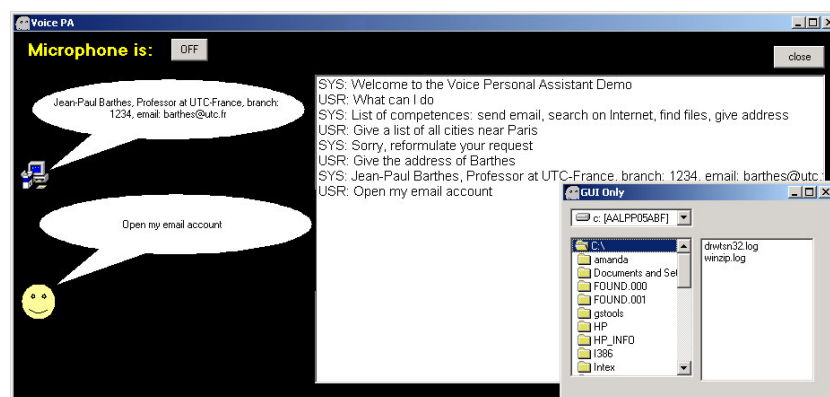 Voice PA
Microphone is: OFF
close
Jean-Paul Barthes, Professor at UTC-France, branch:
1234, email: barthes@utc.fr
Open my email account
SYS: Welcome to the Voice Personal Assistant Demo
USR: What can I do
SYS: List of competences: send email, search on Internet, find files, give address
USR: Give a list of all cities near Paris
SYS: Sorry, reformulate your request
USR: Give the address of Barthes
SYS: Jean-Paul Barthes, Professor at UTC-France, branch: 1234, email: barthes@utc
USR: Open my email account
GUI Only
c: [AALPP05ABF]
C:\
amanda
Documents and Set
FOUND.000
FOUND.001
gstools
HP
HP_INFO
I386
Intex
drwtsn32.log
winzip.log